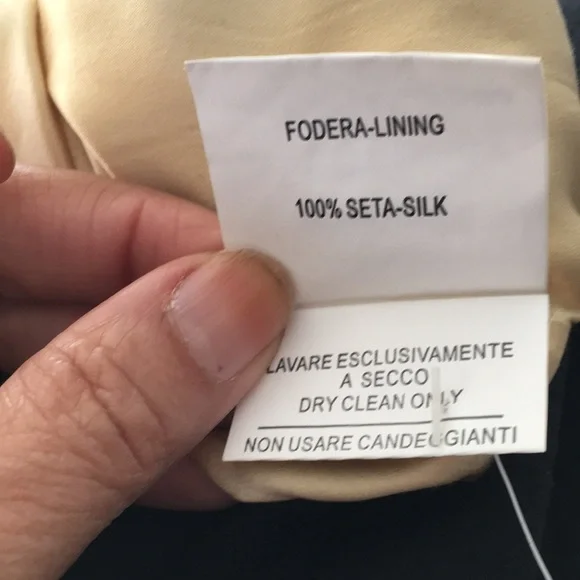 FODERA-LINING
100% SETA-SILK
LAVARE ESCLUSIVAMENTE
A SECCO
DRY CLEAN ONLY
NON USARE CANDEGGIANTI